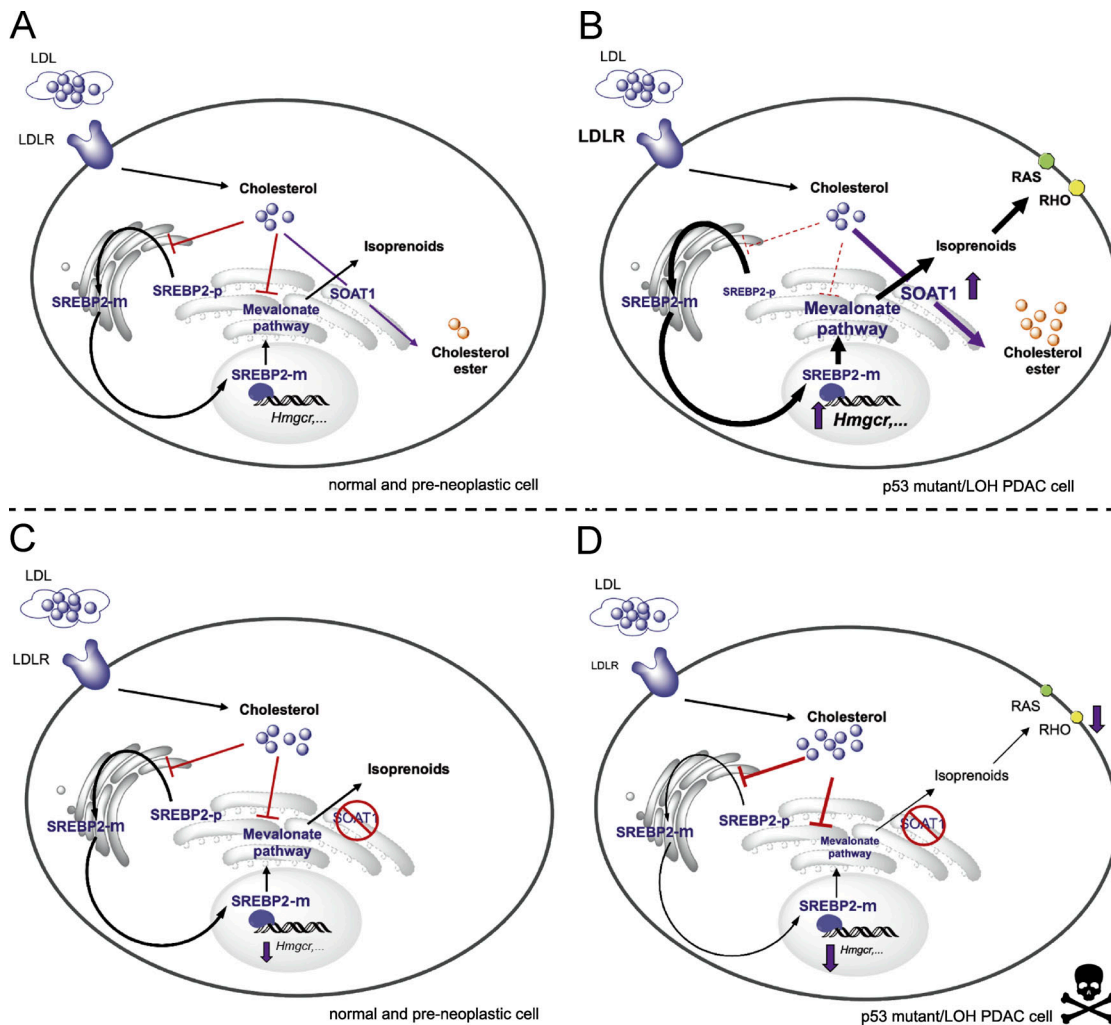 A
LDL
LDLR
Cholesterol
Isoprenoids
SREBP2-m
SREBP2-p
SOAT1
Mevalonate
pathway
Cholesterol
ester
SREBP2-m
Hmgcr,...
normal and pre-neoplastic cell
B
LDL
LDLR
Cholesterol
RAS
RHO
Isoprenoids
SREBP2-m
SREBP2-p
SOAT1
Mevalonate
pathway
Cholesterol
ester
SREBP2-m
Hmgcr,...
p53 mutant/LOH PDAC cell
C
LDL
LDLR
Cholesterol
Isoprenoids
SREBP2-m
SREBP2-p
SOAT1
Mevalonate
pathway
SREBP2-m
Hmgcr,...
normal and pre-neoplastic cell
D
LDL
LDLR
Cholesterol
RAS
RHO
Isoprenoids
SREBP2-m
SREBP2-p
SOAT1
Mevalonate
pathway
SREBP2-m
Hmgcr,...
p53 mutant/LOH PDAC cell